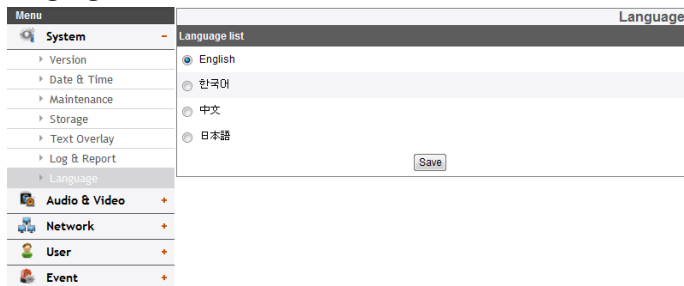 Menu
System
Version
Date & Time
Maintenance
Storage
Text Overlay
Log & Report
Language
Audio & Video
Network
User
Event
Language
Language list
English
한국어
中文
日本語
Save